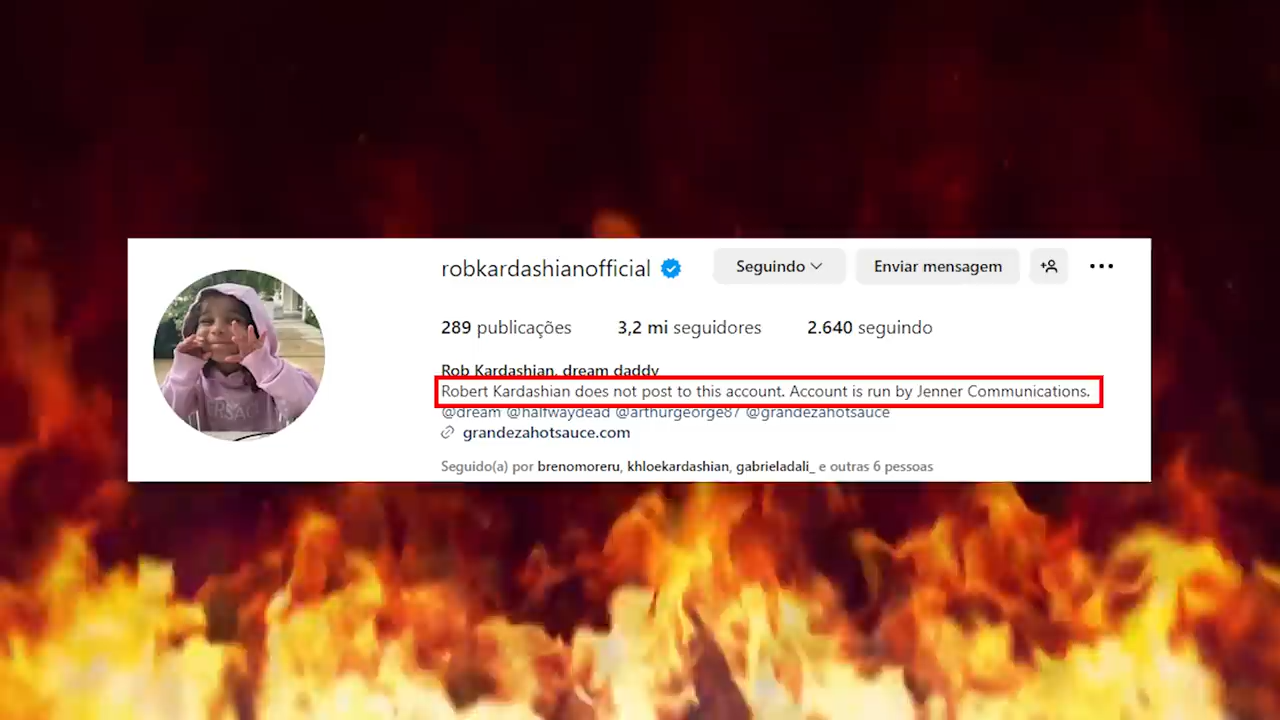 robkardashianofficial Seguindo Enviar mensagem
289 publicações 3,2 mi seguidores 2.640 seguindo
Rob Kardashian, dream daddy
Robert Kardashian does not post to this account. Account is run by Jenner Communications.
@dream @halfwaydead @arthurgeorge87 @grandezahotsauce
grandezahotsauce.com
Seguido(a) por brenomoreru, khloekardashian, gabrieladali_ e outras 6 pessoas